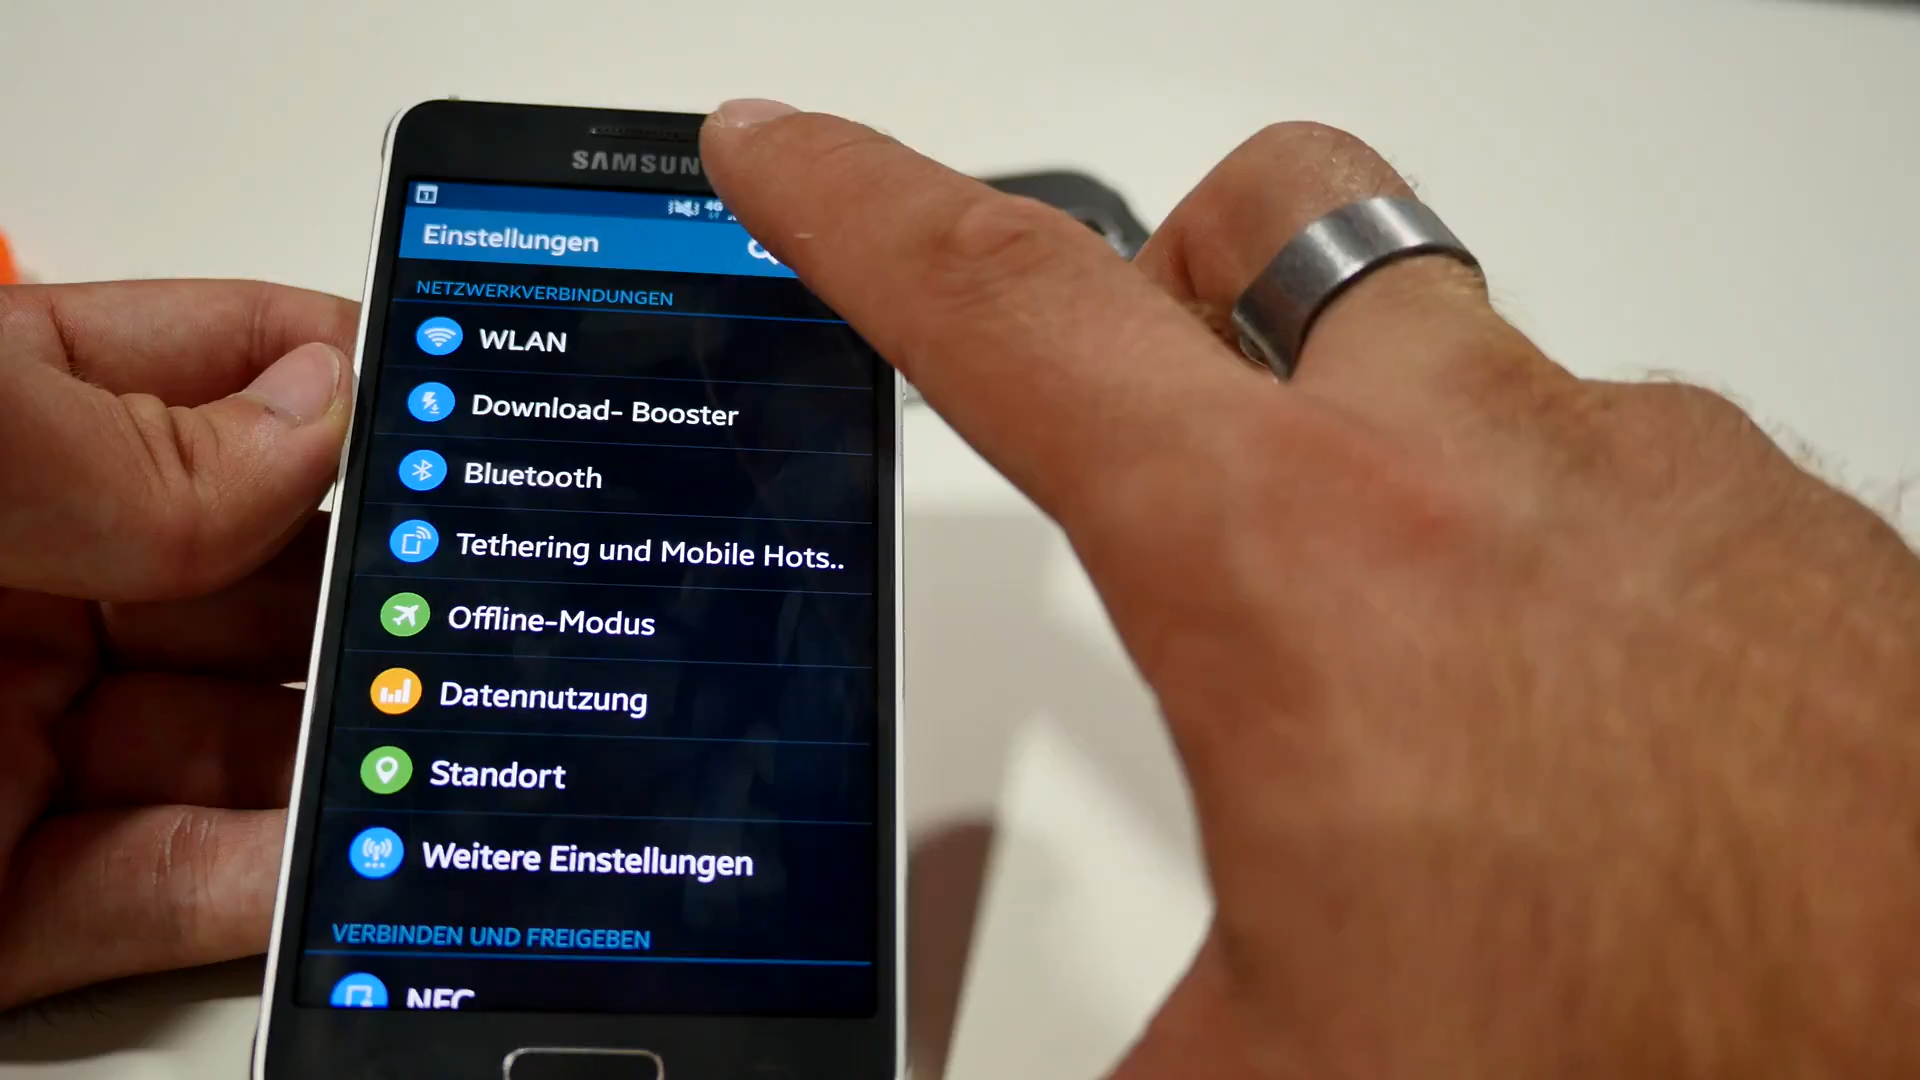 SAMSUN
4G
Einstellungen
NETZWERKVERBINDUNGEN
WLAN
Download- Booster
Bluetooth
Tethering und Mobile Hots..
Offline-Modus
Datennutzung
Standort
Weitere Einstellungen
VERBINDEN UND FREIGEBEN
NFC